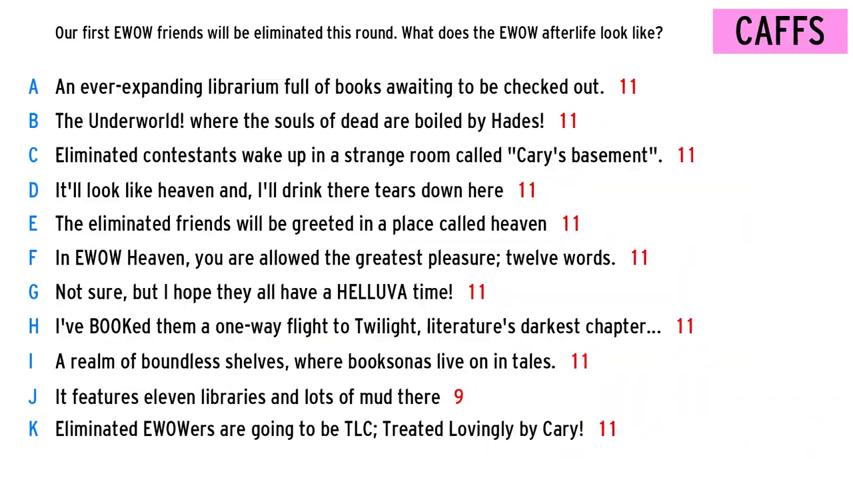 Our first EWOW friends will be eliminated this round. What does the EWOW afterlife look like?
CAFFS
A An ever-expanding librarium full of books awaiting to be checked out. 11
B The Underworld! where the souls of dead are boiled by Hades! 11
C Eliminated contestants wake up in a strange room called "Cary's basement". 11
D It'll look like heaven and, I'll drink there tears down here 11
E The eliminated friends will be greeted in a place called heaven 11
F In EWOW Heaven, you are allowed the greatest pleasure; twelve words. 11
G Not sure, but I hope they all have a HELLUVA time! 11
H I've BOOKed them a one-way flight to Twilight, literature's darkest chapter... 11
I A realm of boundless shelves, where booksonas live on in tales. 11
J It features eleven libraries and lots of mud there 9
K Eliminated EWOWers are going to be TLC; Treated Lovingly by Cary! 11